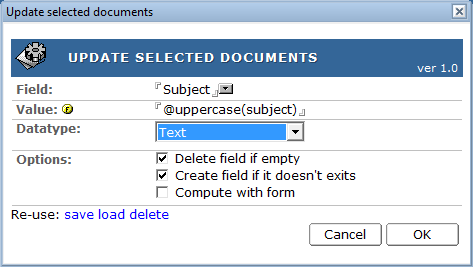 Update selected documents
UPDATE SELECTED DOCUMENTS
ver 1.0
Field: Subject
Value: @uppercase(subject)
Datatype: Text
Options: Delete field if empty
Create field if it doesn't exits
Compute with form
Re-use: save load delete
Cancel OK